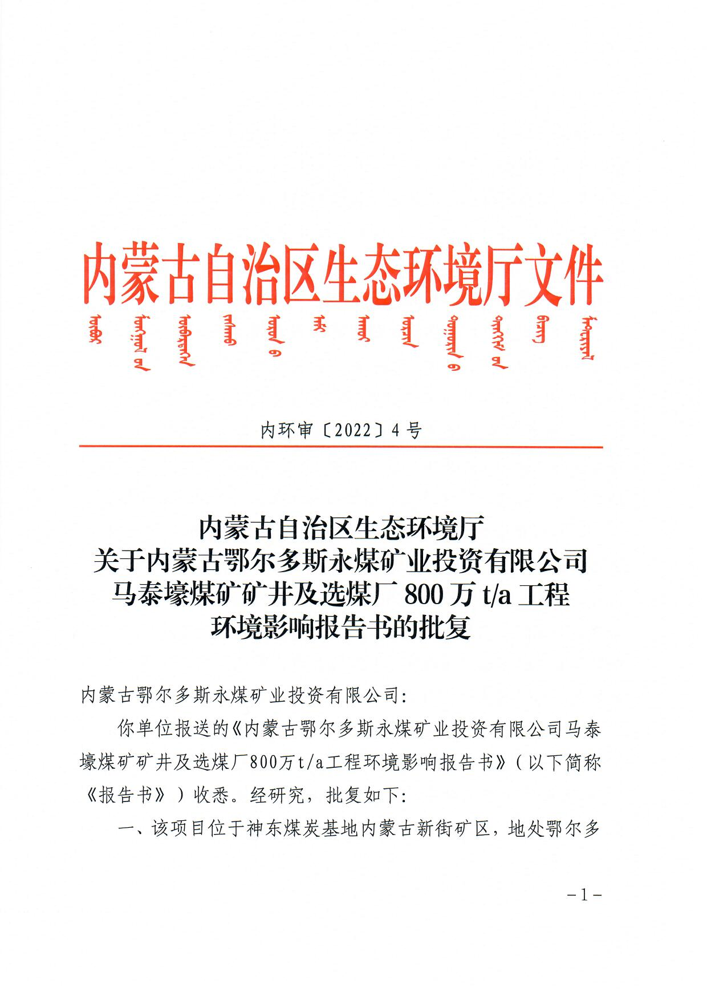 内蒙古自治区生态环境厅文件
内环审〔2022〕4 号
内蒙古自治区生态环境厅
关于内蒙古鄂尔多斯永煤矿业投资有限公司
马泰壕煤矿矿井及选煤厂 800 万 t/a 工程
环境影响报告书的批复
内蒙古鄂尔多斯永煤矿业投资有限公司：
你单位报送的《内蒙古鄂尔多斯永煤矿业投资有限公司马泰
壕煤矿矿井及选煤厂800万t/a工程环境影响报告书》（以下简称
《报告书》）收悉。经研究，批复如下：
一、该项目位于神东煤炭基地内蒙古新街矿区，地处鄂尔多
－1－